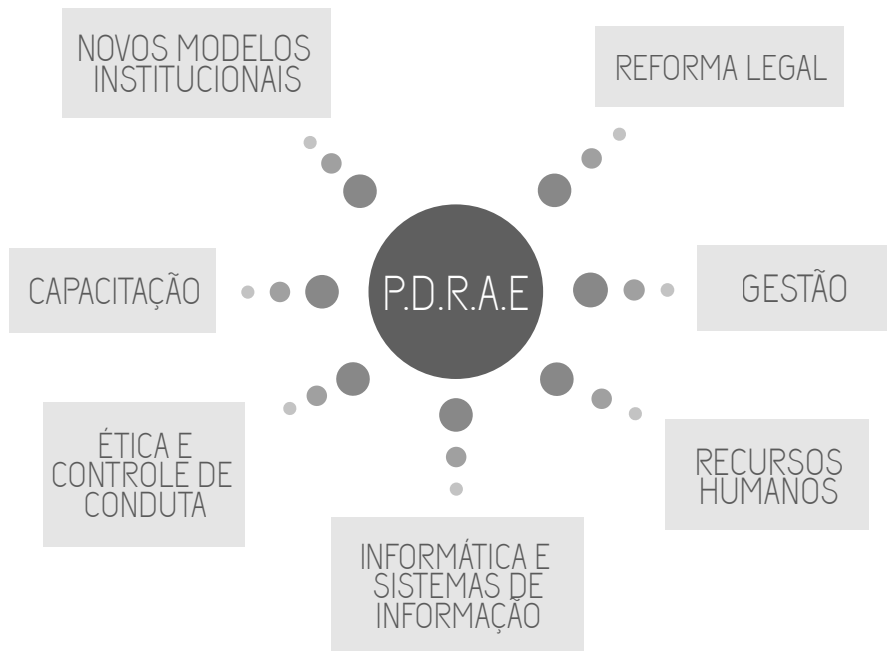 NOVOS MODELOS
INSTITUCIONAIS
REFORMA LEGAL
CAPACITAÇÃO
P.D.R.A.E
GESTÃO
ÉTICA E
CONTROLE DE
CONDUTA
RECURSOS
HUMANOS
INFORMÁTICA E
SISTEMAS DE
INFORMAÇÃO